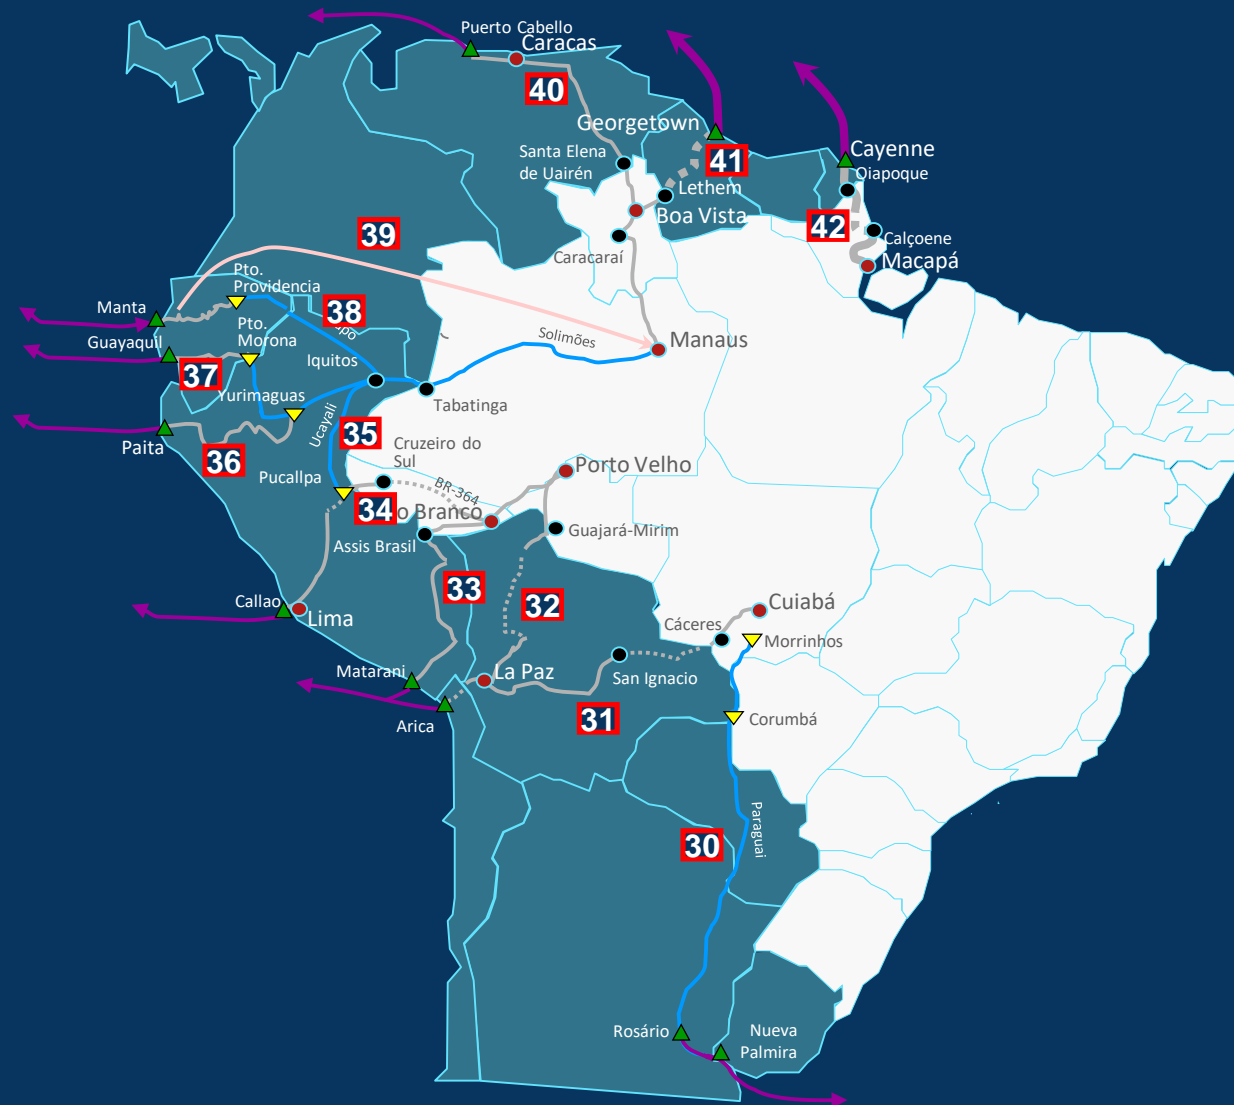 Puerto Cabello
Caracas
40
Georgetown
41
Cayenne
Oiapoque
Santa Elena
de Uairén
Lethem
Boa Vista
42
Calçoene
Macapá
39
Caracaraí
Pto.
Providencia
38
Manta
Pto.
Morona
Guayaquil
Iquitos
Solimões
Manaus
37
Yurimaguas
Tabatinga
Ucayali
35
Paita
36
Cruzeiro do
Sul
Pucallpa
BR-364
Porto Velho
34
o Branco
Guajará-Mirim
Assis Brasil
33
32
Callao
Lima
Cuiabá
Cáceres
Morrinhos
Matarani
La Paz
San Ignacio
31
Arica
Corumbá
30
Paraguai
Rosário
Nueva
Palmira